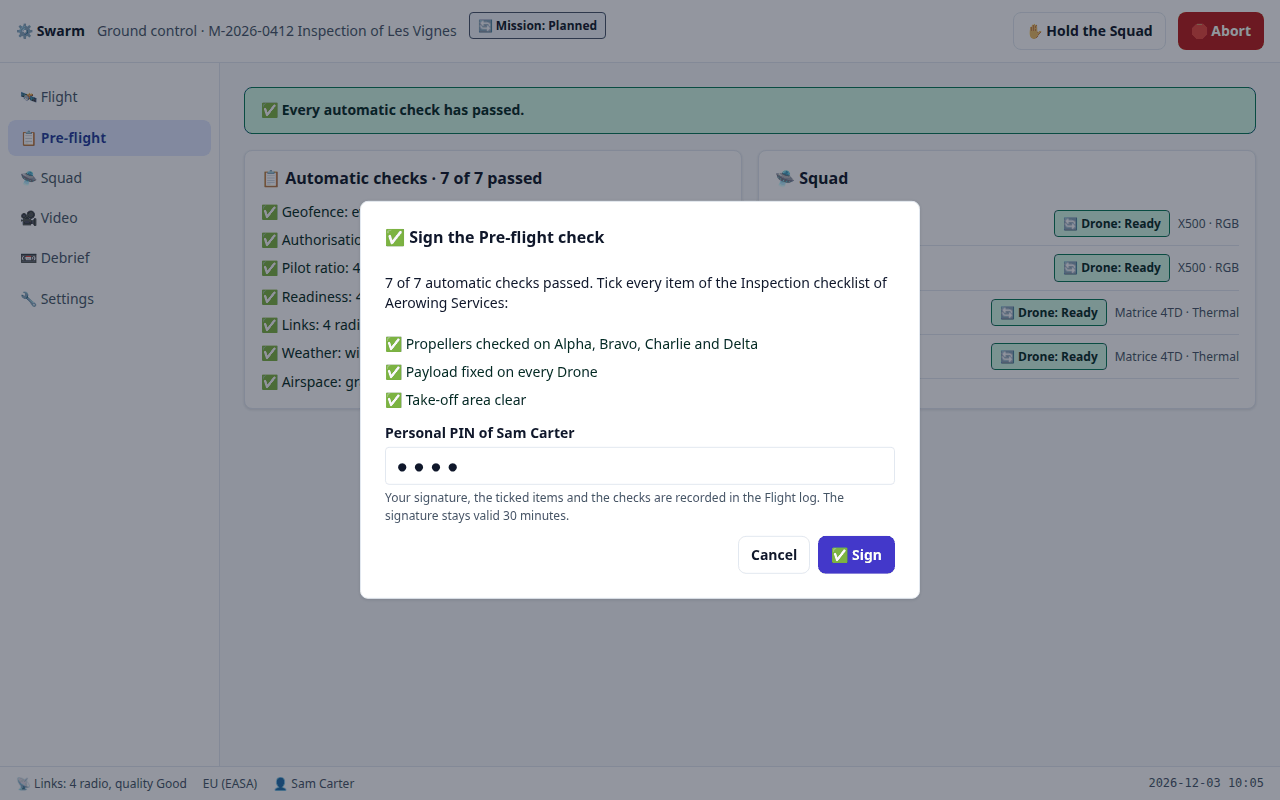 Swarm Ground control · M-2026-0412 Inspection of Les Vignes Mission: Planned Hold the Squad Abort
Flight
Pre-flight
Squad
Video
Debrief
Settings
Every automatic check has passed.
Automatic checks · 7 of 7 passed
Geofence:
Authorisatio
Pilot ratio: 4
Readiness: 4
Links: 4 radi
Weather: wi
Airspace: gr
Squad
Drone: Ready X500 · RGB
Drone: Ready X500 · RGB
Drone: Ready Matrice 4TD · Thermal
Drone: Ready Matrice 4TD · Thermal
Sign the Pre-flight check
7 of 7 automatic checks passed. Tick every item of the Inspection checklist of
Aerowing Services:
Propellers checked on Alpha, Bravo, Charlie and Delta
Payload fixed on every Drone
Take-off area clear
Personal PIN of Sam Carter
Your signature, the ticked items and the checks are recorded in the Flight log. The
signature stays valid 30 minutes.
Cancel Sign
Links: 4 radio, quality Good EU (EASA) Sam Carter 2026-12-03 10:05